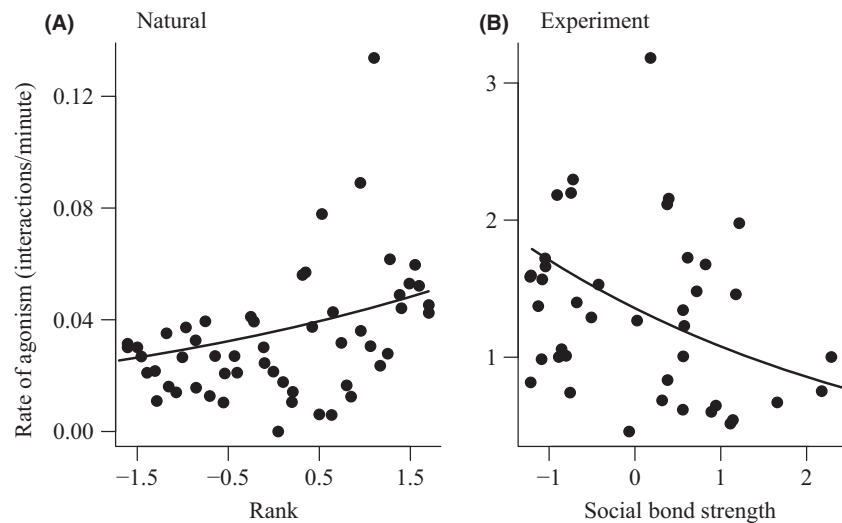 (A) Natural
(B) Experiment
Rate of agonism (interactions/minute)
0.12
0.08
0.04
0.00
−1.5 −0.5 0.5 1.5
Rank
3
2
1
−1 0 1 2
Social bond strength